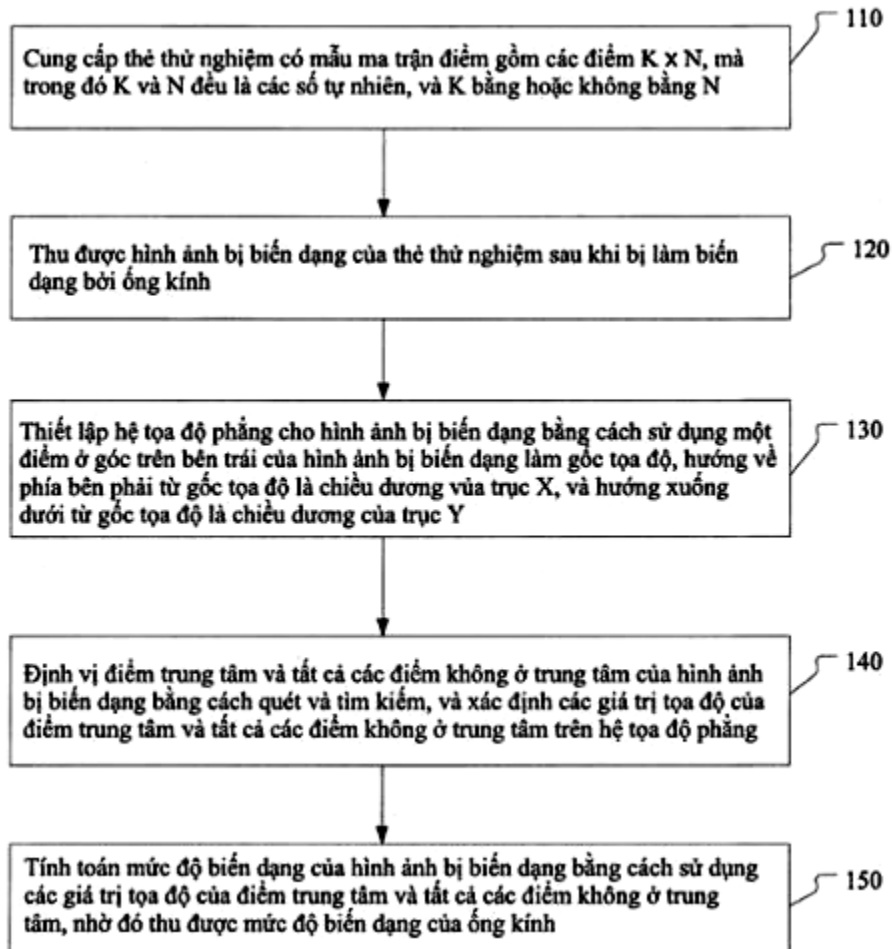 110
Cung cấp thẻ thử nghiệm có mẫu ma trận điểm gồm các điểm K x N, mà
trong đó K và N đều là các số tự nhiên, và K bằng hoặc không bằng N
120
Thu được hình ảnh bị biến dạng của thẻ thử nghiệm sau khi bị làm biến
dạng bởi ống kính
130
Thiết lập hệ tọa độ phẳng cho hình ảnh bị biến dạng bằng cách sử dụng một
điểm ở góc trên bên trái của hình ảnh bị biến dạng làm gốc tọa độ, hướng về
phía bên phải từ gốc tọa độ là chiều dương vủa trục X, và hướng xuống
dưới từ gốc tọa độ là chiều dương của trục Y
140
Định vị điểm trung tâm và tất cả các điểm không ở trung tâm của hình ảnh
bị biến dạng bằng cách quét và tìm kiếm, và xác định các giá trị tọa độ của
điểm trung tâm và tất cả các điểm không ở trung tâm trên hệ tọa độ phẳng
150
Tính toán mức độ biến dạng của hình ảnh bị biến dạng bằng cách sử dụng
các giá trị tọa độ của điểm trung tâm và tất cả các điểm không ở trung
tâm, nhờ đó thu được mức độ biến dạng của ống kính